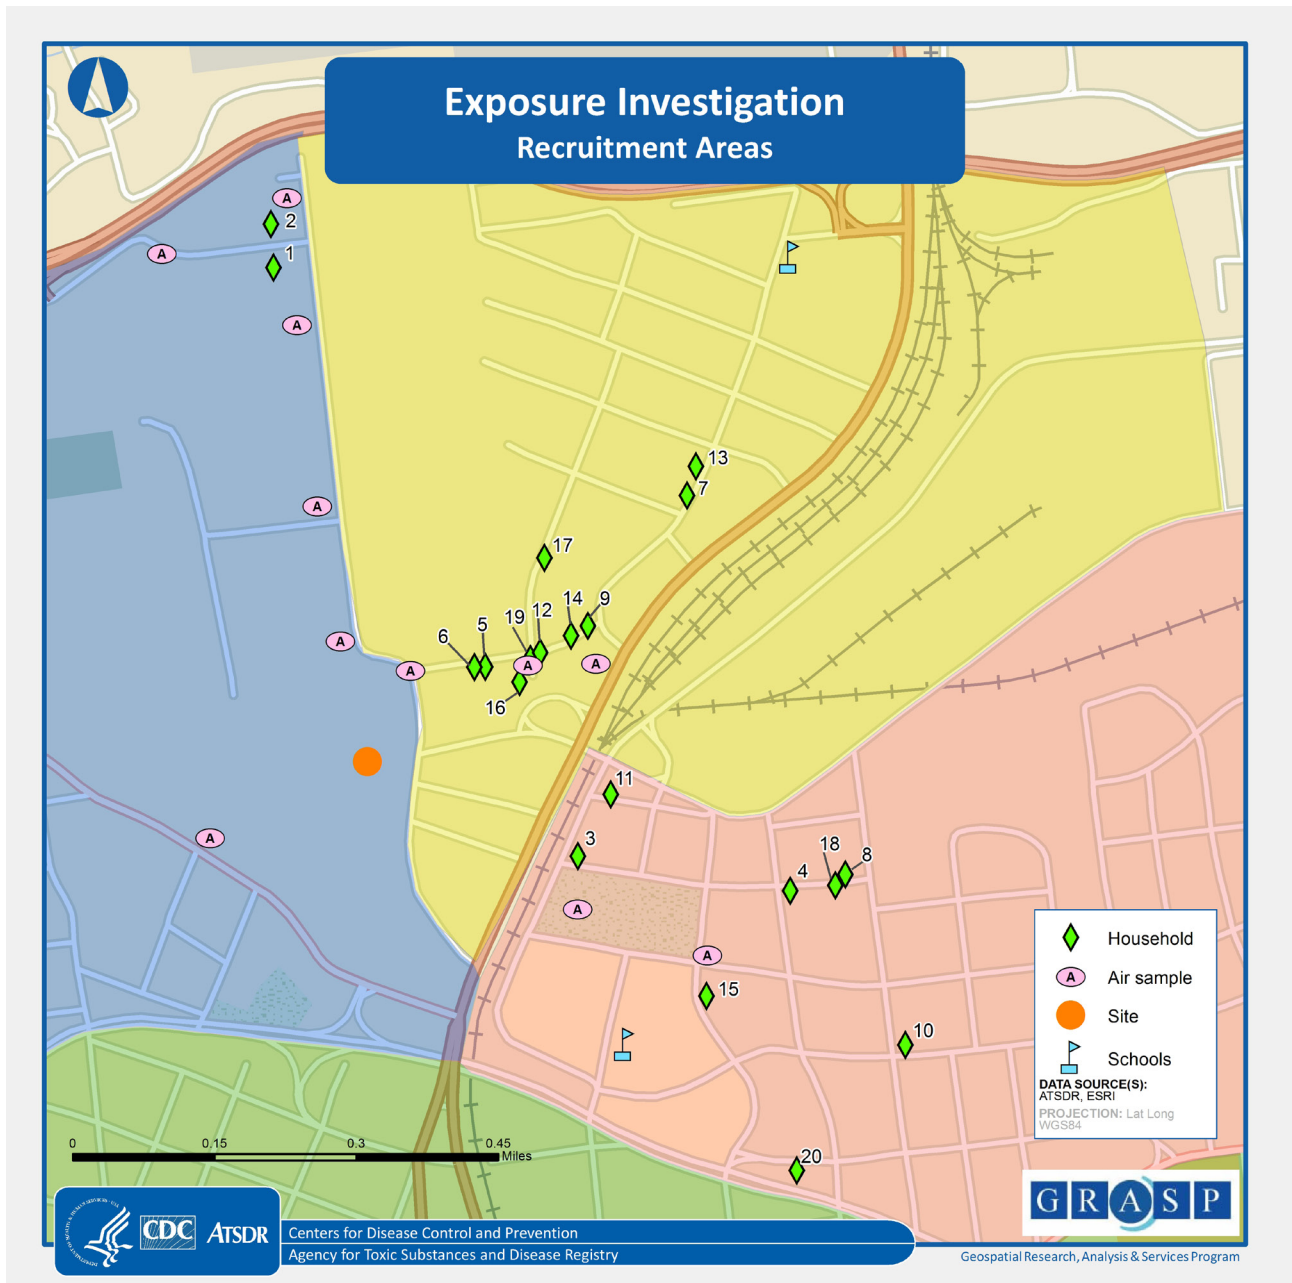 Exposure Investigation
Recruitment Areas
A
2
A
1
A
13
7
A
17
14
9
19
12
6
5
A
A
A
A
16
11
A
3
18
8
4
A
A
15
10
20
Household
A
Air sample
Site
Schools
DATA SOURCE(S):
ATSDR, ESRI
PROJECTION: Lat Long
WGS84
0
0.15
0.3
0.45
Miles
CDC
ATSDR
Centers for Disease Control and Prevention
Agency for Toxic Substances and Disease Registry
GRASP
Geospatial Research, Analysis & Services Program